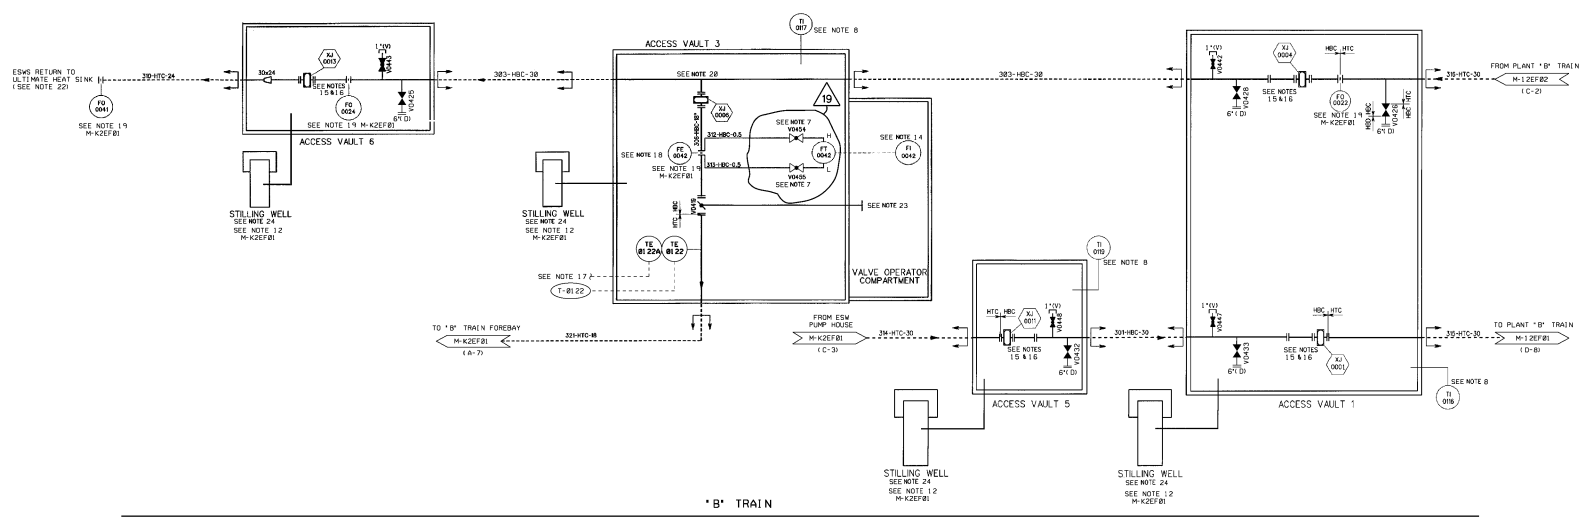 ESWS RETURN TO
ULTIMATE HEAT SINK
(SEE NOTE 22)
310-HTC-24
FO
0041
SEE NOTE 19
M-K2EF01
30x24
XJ
0013
SEE NOTES
15 & 16
1"(V)
V0443
FO
0024
V0425
6"(D)
SEE NOTE 19 M-K2EF01
ACCESS VAULT 6
STILLING WELL
SEE NOTE 24
SEE NOTE 12
M-K2EF01
303-HBC-30
STILLING WELL
SEE NOTE 24
SEE NOTE 12
M-K2EF01
ACCESS VAULT 3
TI
0117
SEE NOTE 8
SEE NOTE 20
XJ
0006
306-HBC-18"
19
SEE NOTE 7
V0454
312-HBC-0.5
H
FE
0042
SEE NOTE 18
SEE NOTE 19
M-K2EF01
FT
0042
SEE NOTE 14
FI
0042
313-HBC-0.5
L
V0455
SEE NOTE 7
V0419
HTC HBC
SEE NOTE 23
TE
0122A
TE
0122
SEE NOTE 17
T-0122
VALVE OPERATOR
COMPARTMENT
TO "B" TRAIN FOREBAY
M-K2EF01
(A-7)
321-HTC-18
303-HBC-30
FROM ESW
PUMP HOUSE
M-K2EF01
(C-3)
314-HTC-30
TI
0119
SEE NOTE 8
HTC HBC
XJ
0011
1"(V)
V0448
SEE NOTES
15 & 16
V0432
6"(D)
ACCESS VAULT 5
STILLING WELL
SEE NOTE 24
SEE NOTE 12
M-K2EF01
301-HBC-30
1"(V)
V0442
V0428
6"(D)
XJ
0004
SEE NOTES
15 & 16
HBC HTC
FO
0022
SEE NOTE 19
M-K2EF01
HBD HBC
V0426
6"(D)
HBC HTC
316-HTC-30
FROM PLANT "B" TRAIN
M-12EF02
(C-2)
1"(V)
V0447
V0433
6"(D)
SEE NOTES
15 & 16
HBC HTC
XJ
0001
315-HTC-30
TO PLANT "B" TRAIN
M-12EF01
(D-8)
TI
0116
SEE NOTE 8
ACCESS VAULT 1
STILLING WELL
SEE NOTE 24
SEE NOTE 12
M-K2EF01
"B" TRAIN